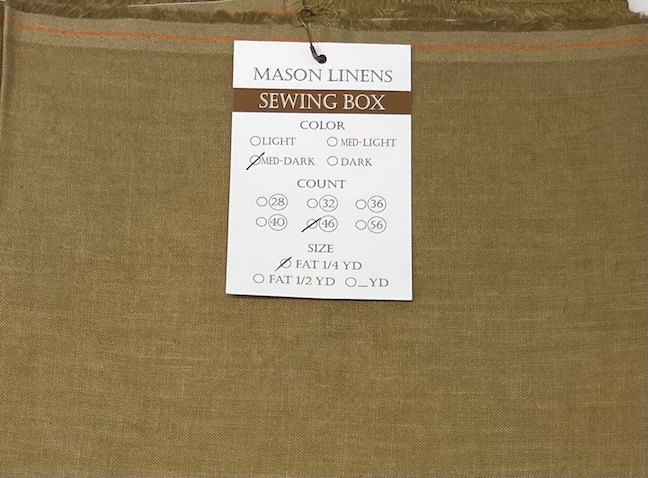 MASON LINENS
SEWING BOX
COLOR
LIGHT MED-LIGHT
MED-DARK DARK
COUNT
28 32 36
40 46 56
SIZE
FAT 1/4 YD
FAT 1/2 YD __YD